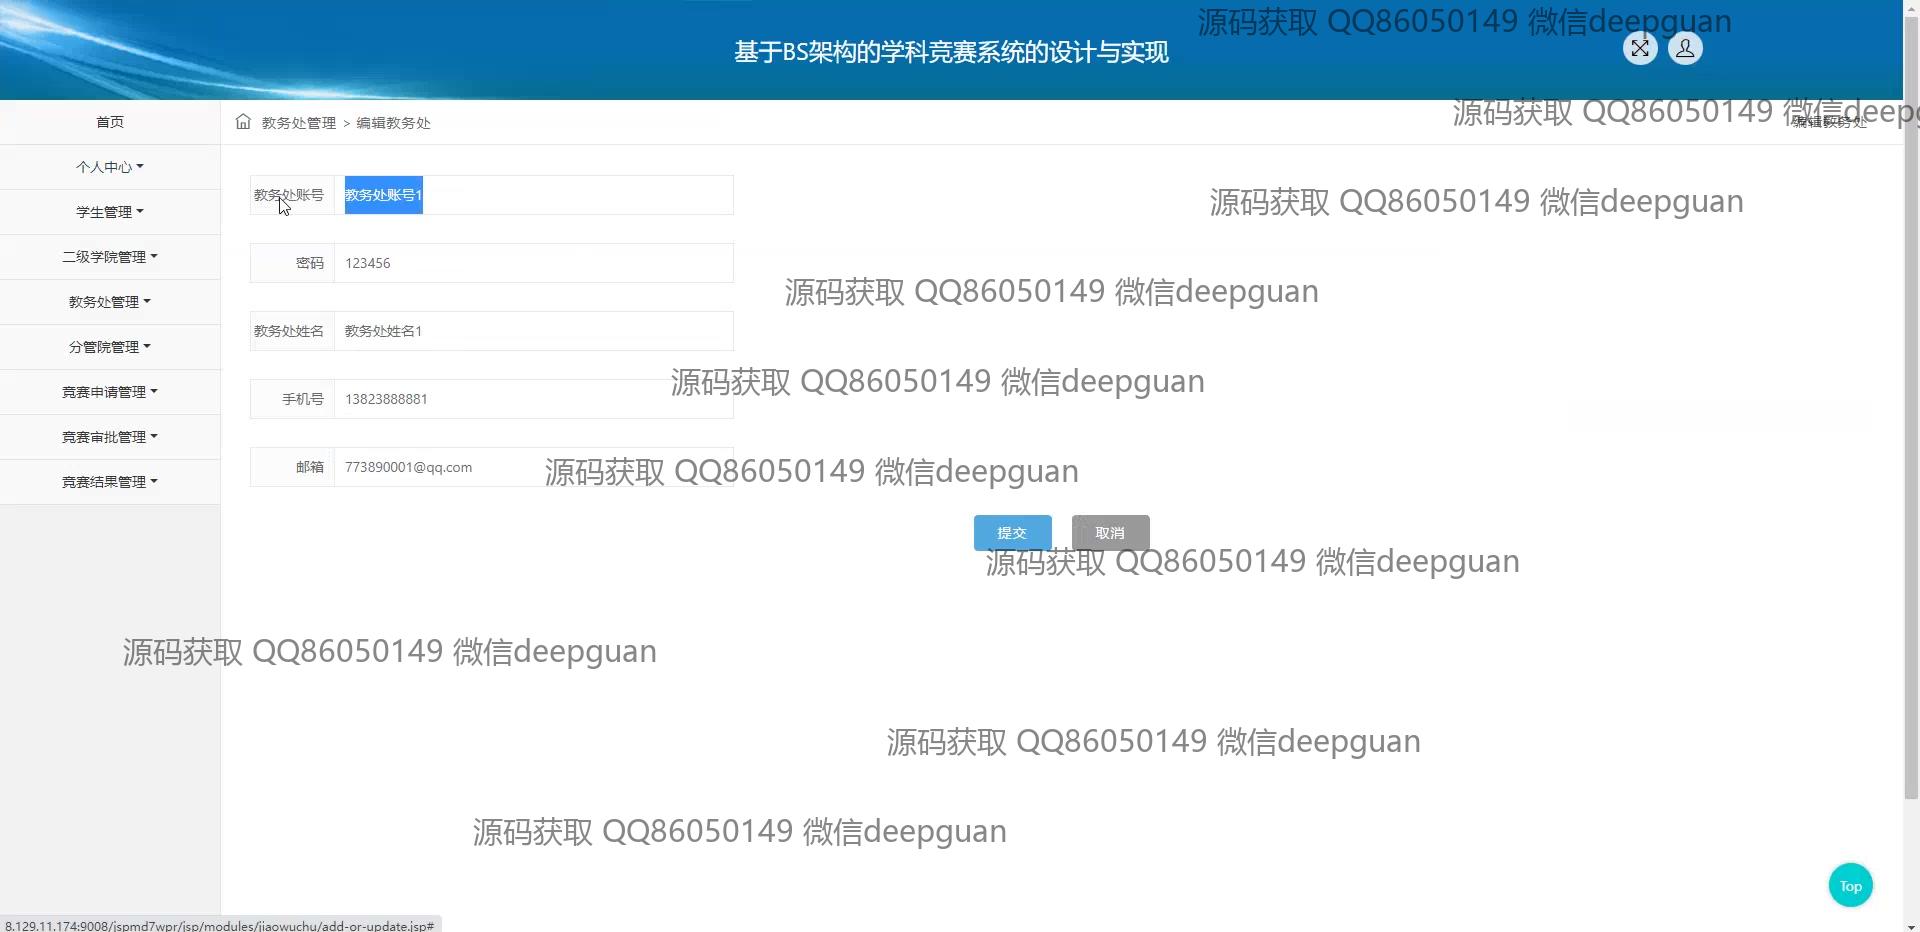 源码获取 QQ86050149 微信deepguan
基于BS架构的学科竞赛系统的设计与实现
源码获取 QQ86050149 微信deepg
首页
教务处管理 > 编辑教务处
编辑教务处
个人中心
教务处账号 教务处账号1
源码获取 QQ86050149 微信deepguan
学生管理
二级学院管理
密码 123456
源码获取 QQ86050149 微信deepguan
教务处管理
教务处姓名 教务处姓名1
分管院管理
源码获取 QQ86050149 微信deepguan
竞赛申请管理
手机号 13823888881
竞赛审批管理
邮箱 773890001@qq.com
源码获取 QQ86050149 微信deepguan
竞赛结果管理
提交 取消
源码获取 QQ86050149 微信deepguan
源码获取 QQ86050149 微信deepguan
源码获取 QQ86050149 微信deepguan
源码获取 QQ86050149 微信deepguan
Top
8.129.11.174:9008/jspmd7wpr/jsp/modules/jiaowuchu/add-or-update.jsp#